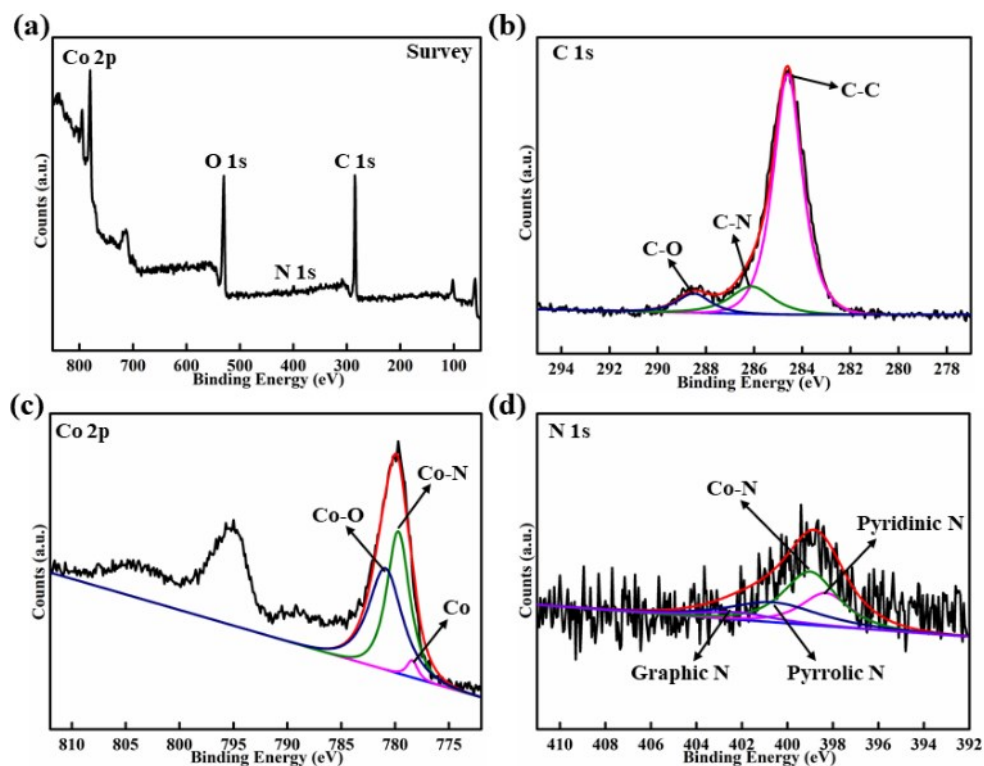 (a)
Survey
Co 2p
O 1s
C 1s
N 1s
Counts (a.u.)
800 700 600 500 400 300 200 100
Binding Energy (eV)
(b)
C 1s
C-C
C-N
C-O
Counts (a.u.)
294 292 290 288 286 284 282 280 278
Binding Energy (eV)
(c)
Co 2p
Co-N
Co-O
Co
Counts (a.u.)
810 805 800 795 790 785 780 775
Binding Energy (eV)
(d)
N 1s
Co-N
Pyridinic N
Graphic N
Pyrrolic N
Counts (a.u.)
410 408 406 404 402 400 398 396 394 392
Binding Energy (eV)